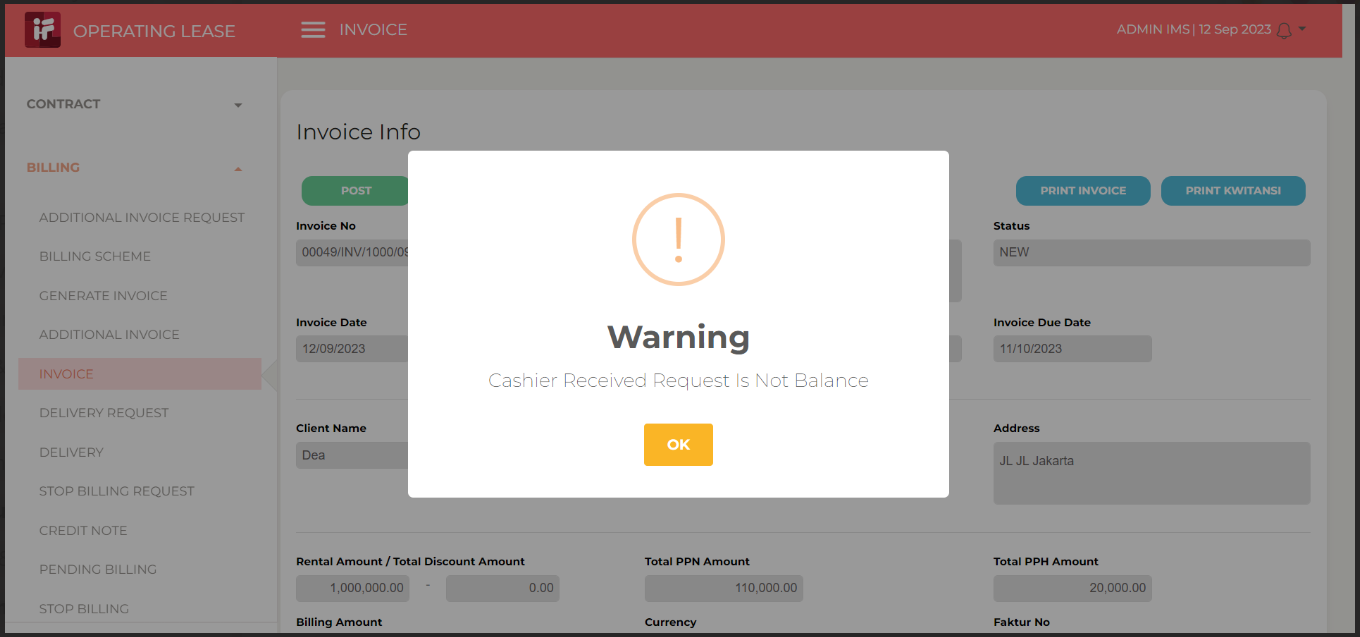 iF OPERATING LEASE
INVOICE
ADMIN IMS | 12 Sep 2023
CONTRACT
BILLING
ADDITIONAL INVOICE REQUEST
BILLING SCHEME
GENERATE INVOICE
ADDITIONAL INVOICE
INVOICE
DELIVERY REQUEST
DELIVERY
STOP BILLING REQUEST
CREDIT NOTE
PENDING BILLING
STOP BILLING
Invoice Info
POST
PRINT INVOICE
PRINT KWITANSI
Invoice No
Status
00049/INV/1000/09
NEW
Invoice Date
Invoice Due Date
12/09/2023
11/10/2023
Client Name
Address
Dea
JL JL Jakarta
Warning
Cashier Received Request Is Not Balance
OK
Rental Amount / Total Discount Amount
Total PPN Amount
Total PPH Amount
1,000,000.00 - 0.00
110,000.00
20,000.00
Billing Amount
Currency
Faktur No